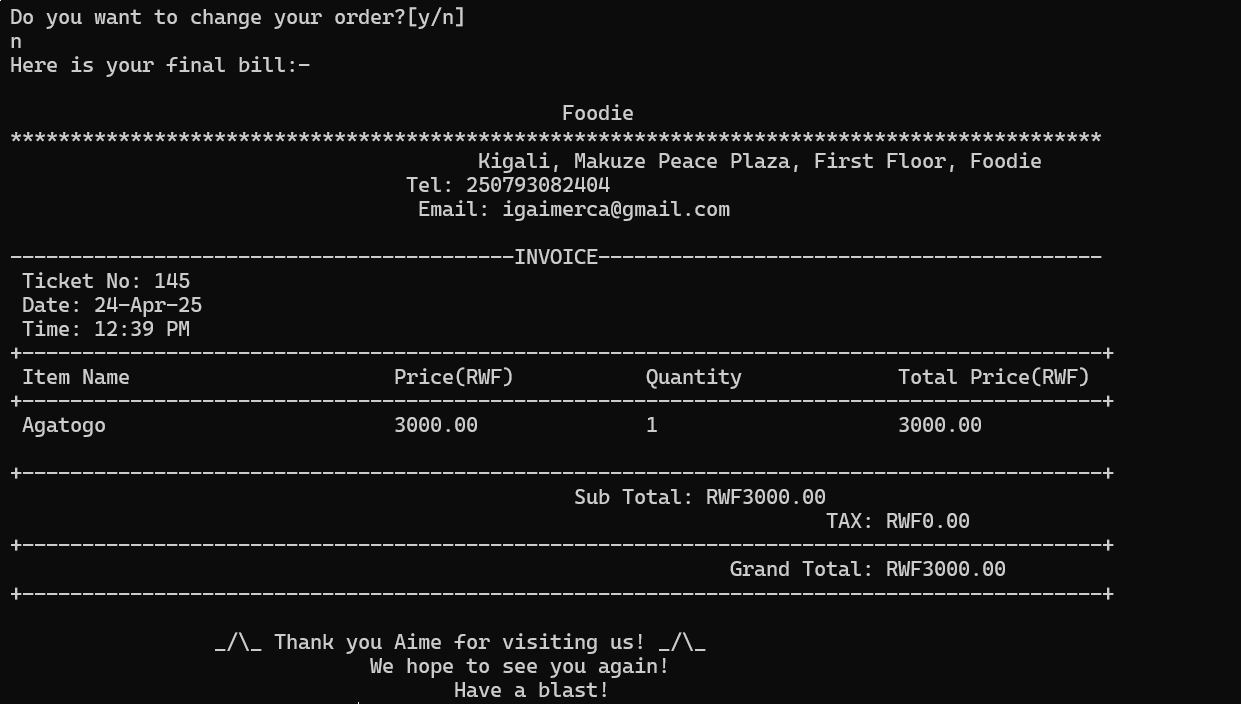 Do you want to change your order?[y/n]
n
Here is your final bill:-
Foodie
*******************************************************************************************
Kigali, Makuze Peace Plaza, First Floor, Foodie
Tel: 250793082404
Email: igaimerca@gmail.com
------------------------------------------INVOICE------------------------------------------
Ticket No: 145
Date: 24-Apr-25
Time: 12:39 PM
+------------------------------------------------------------------------------------------+
Item Name Price(RWF) Quantity Total Price(RWF)
+------------------------------------------------------------------------------------------+
Agatogo 3000.00 1 3000.00
+------------------------------------------------------------------------------------------+
Sub Total: RWF3000.00
TAX: RWF0.00
+------------------------------------------------------------------------------------------+
Grand Total: RWF3000.00
+------------------------------------------------------------------------------------------+
_/\_ Thank you Aime for visiting us! _/\_
We hope to see you again!
Have a blast!